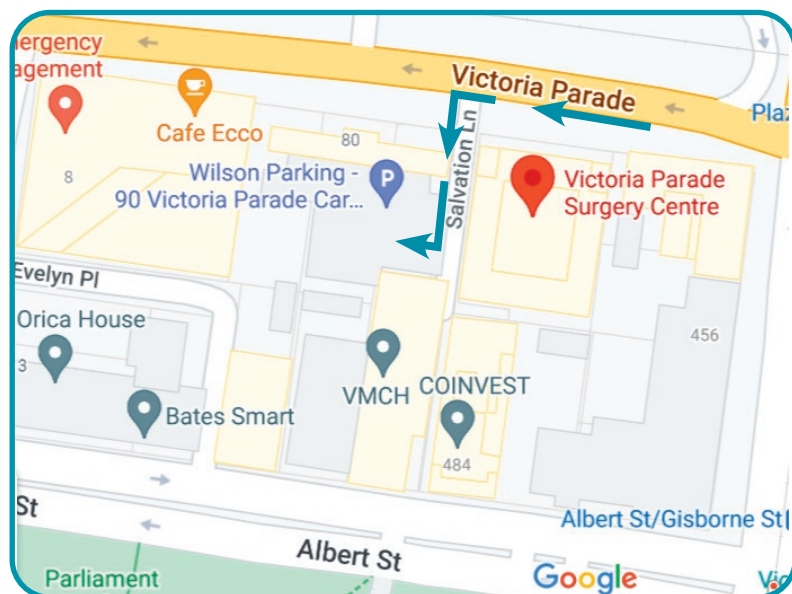 ergency
agement
Victoria Parade
Plaz
Cafe Ecco
80
Salvation Ln
8
Wilson Parking -
90 Victoria Parade Car...
P
Victoria Parade
Surgery Centre
Evelyn Pl
Orica House
3
456
VMCH
COINVEST
Bates Smart
484
St
Albert St/Gisborne St
Albert St
Parliament
Google
Vic